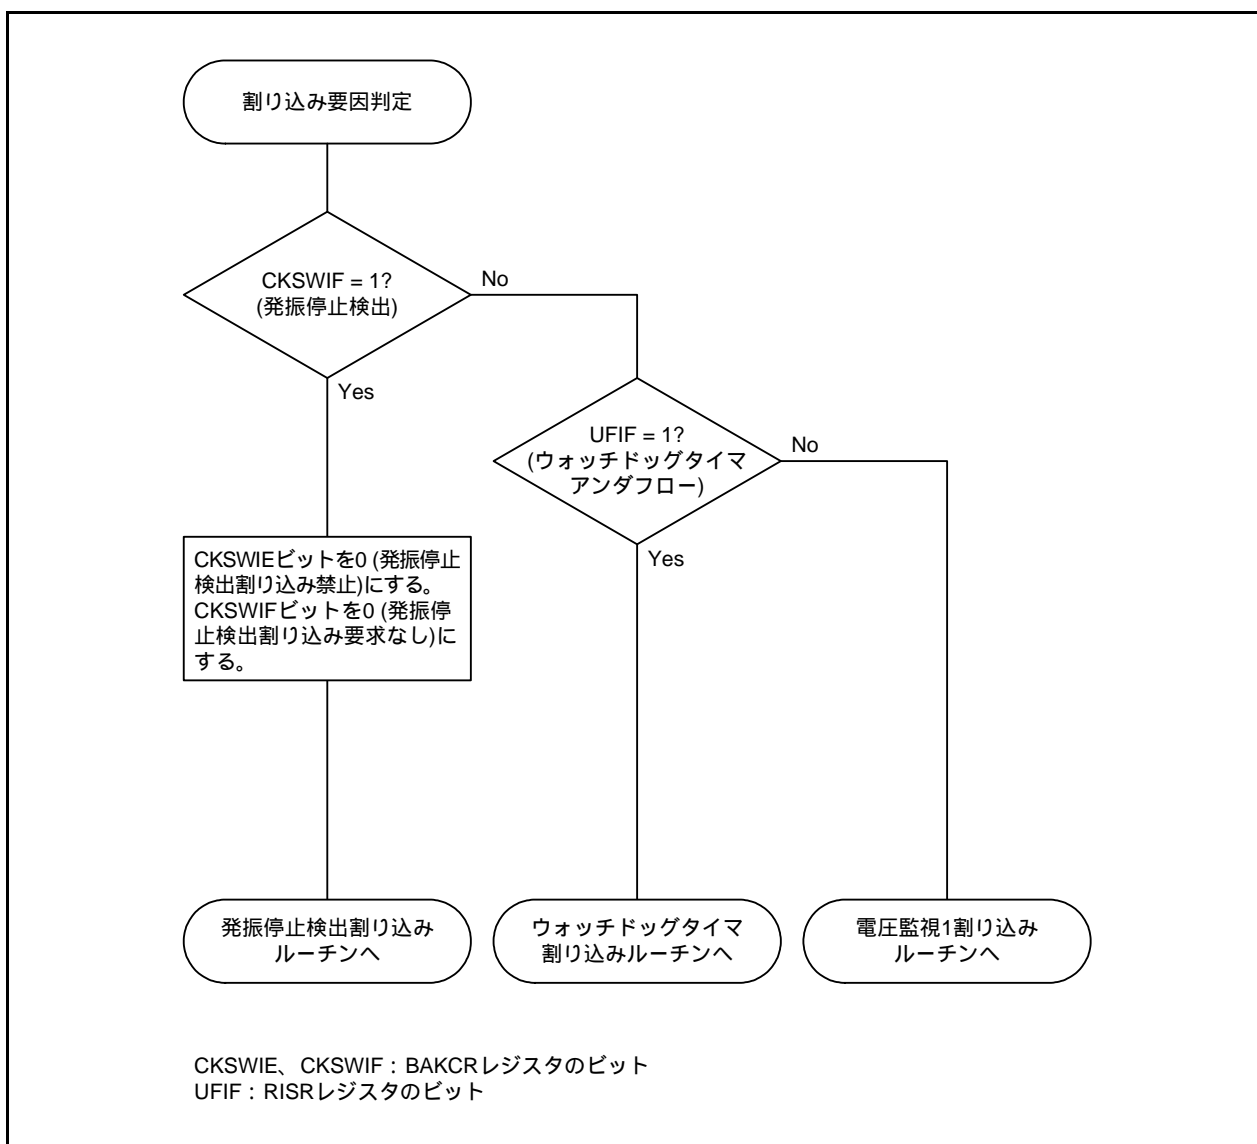 割り込み要因判定
CKSWIF = 1?
(発振停止検出)
No
Yes
UFIF = 1?
(ウォッチドッグタイマ
アンダフロー)
No
Yes
CKSWIEビットを0 (発振停止
検出割り込み禁止)にする。
CKSWIFビットを0 (発振停
止検出割り込み要求なし)に
する。
発振停止検出割り込み
ルーチンへ
ウォッチドッグタイマ
割り込みルーチンへ
電圧監視1割り込み
ルーチンへ
CKSWIE、CKSWIF : BAKCRレジスタのビット
UFIF : RISRレジスタのビット